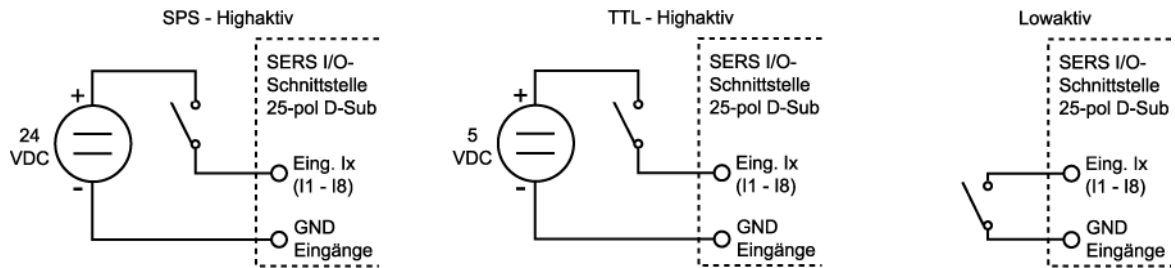 SPS - Highaktiv
SERS I/O-
Schnittstelle
25-pol D-Sub
+
24
VDC
-
Eing. Ix
(I1 - I8)
GND
Eingänge
TTL - Highaktiv
SERS I/O-
Schnittstelle
25-pol D-Sub
+
5
VDC
-
Eing. Ix
(I1 - I8)
GND
Eingänge
Lowaktiv
SERS I/O-
Schnittstelle
25-pol D-Sub
Eing. Ix
(I1 - I8)
GND
Eingänge